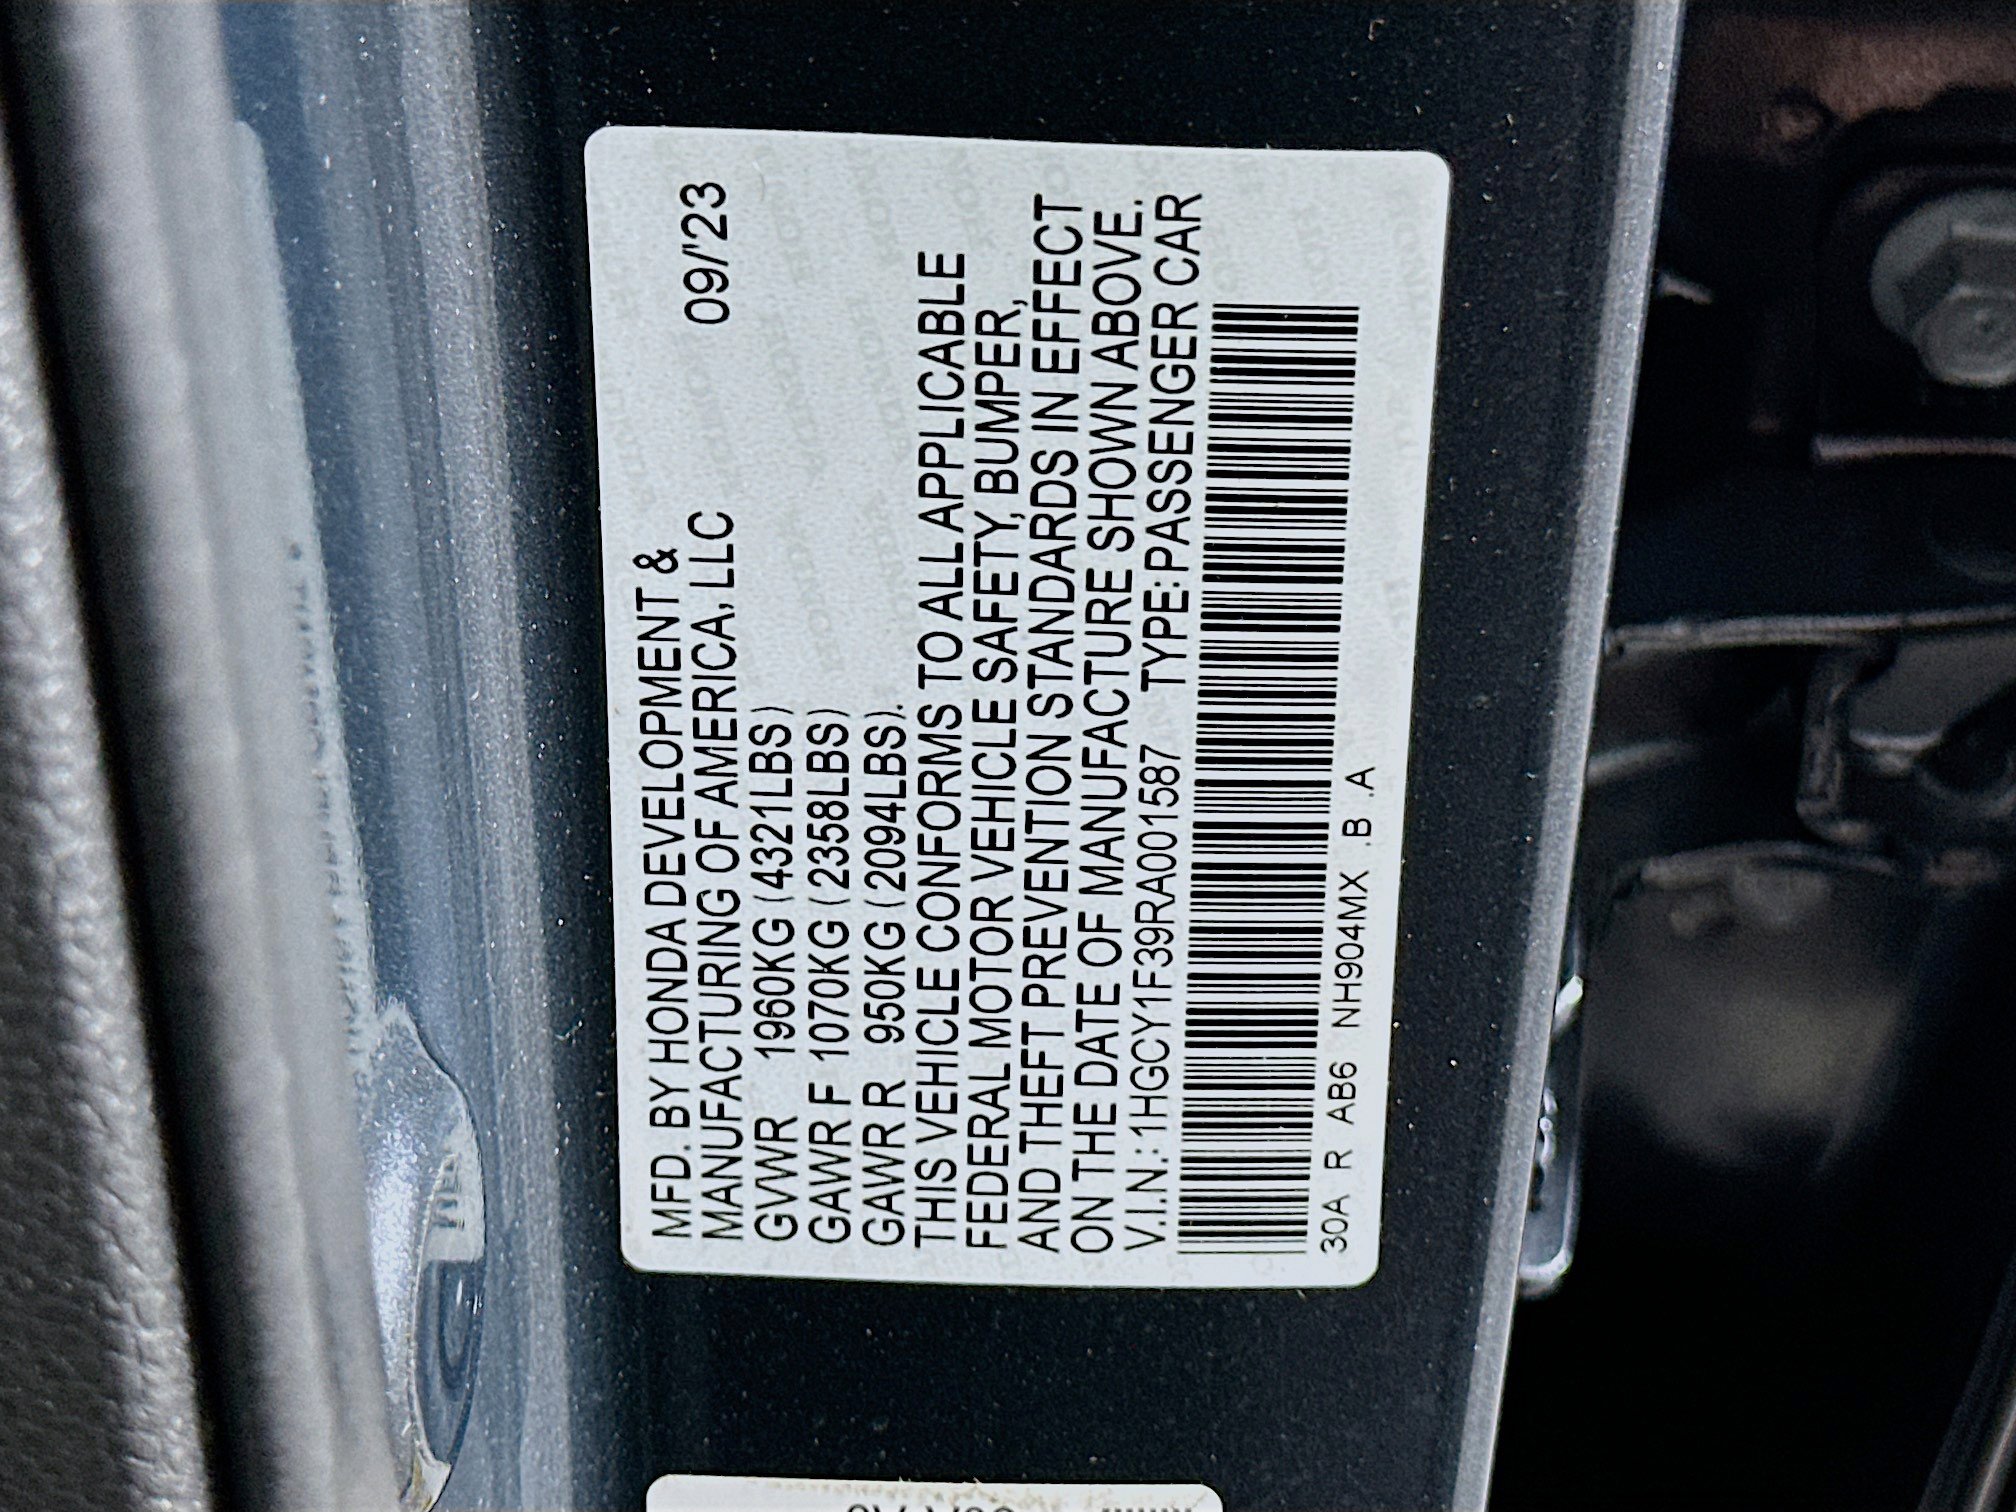 MFD. BY HONDA DEVELOPMENT &
MANUFACTURING OF AMERICA, LLC 09/'23
GVWR 1960KG (4321LBS)
GAWR F 1070KG (2358LBS)
GAWR R 950KG (2094LBS).
THIS VEHICLE CONFORMS TO ALL APPLICABLE
FEDERAL MOTOR VEHICLE SAFETY, BUMPER,
AND THEFT PREVENTION STANDARDS IN EFFECT
ON THE DATE OF MANUFACTURE SHOWN ABOVE.
V.I.N.: 1HGCY1F39RA001587 TYPE: PASSENGER CAR
30A R AB6 NH904MX .B .A